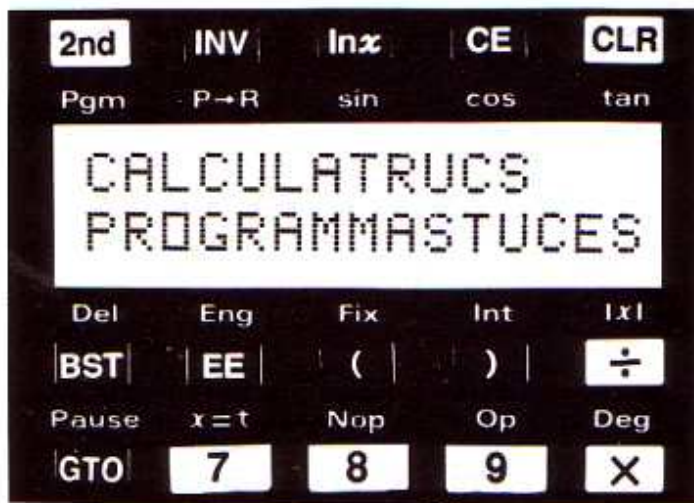 2nd INV lnx CE CLR
Pgm P→R sin cos tan
CALCULATRUCS
PROGRAMMASTUCES
Del Eng Fix Int |x|
BST EE ( ) ÷
Pause x=t Nop Op Deg
GTO 7 8 9 ×